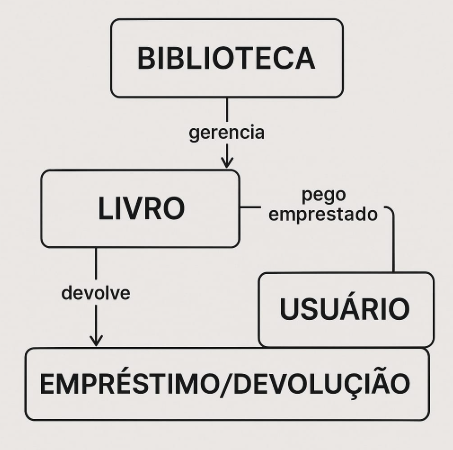 BIBLIOTECA
gerencia
LIVRO
pego
emprestado
devolve
USUÁRIO
EMPRÉSTIMO/DEVOLUÇIÃO